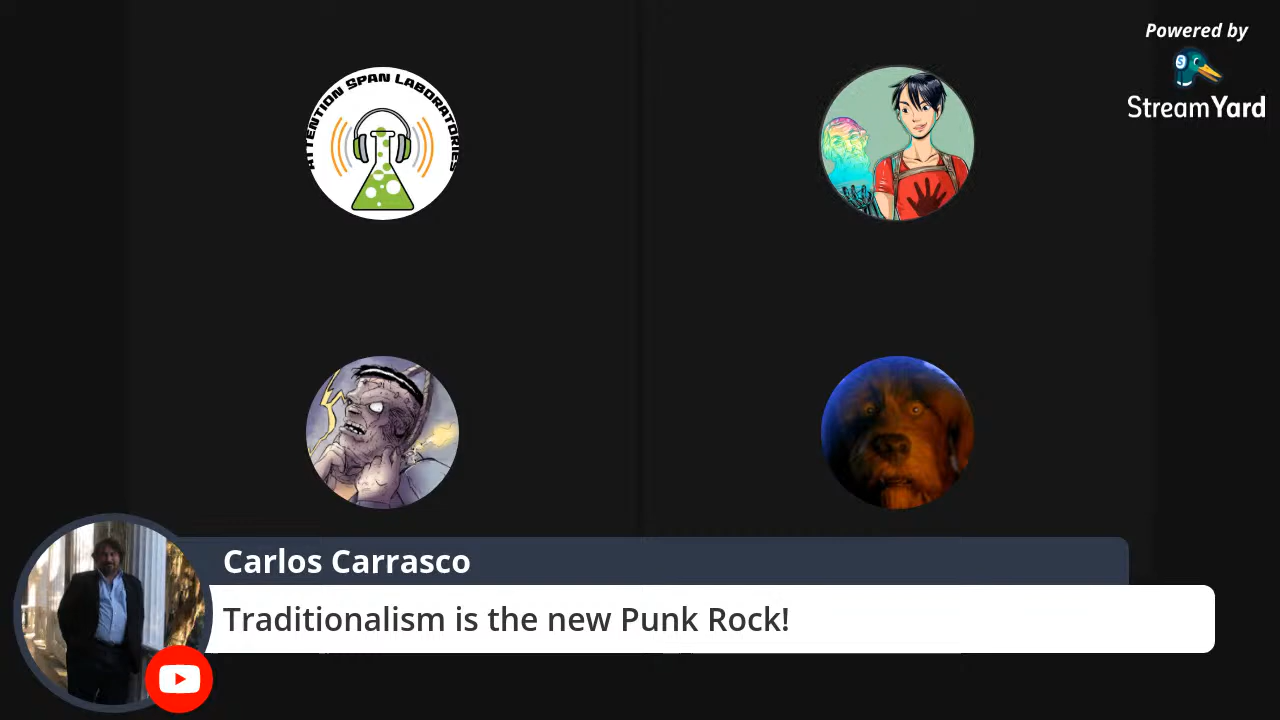 Powered by
StreamYard
ATTENTION SPAN LABORATORIES
Carlos Carrasco
Traditionalism is the new Punk Rock!